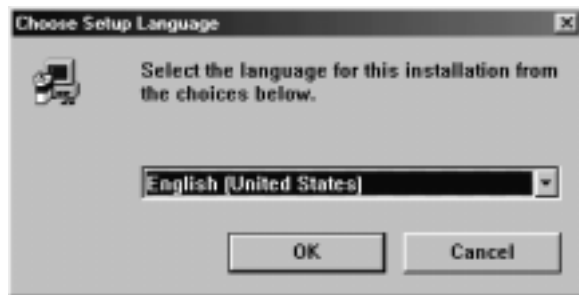 Choose Setup Language
Select the language for this installation from
the choices below.
English (United States)
OK
Cancel